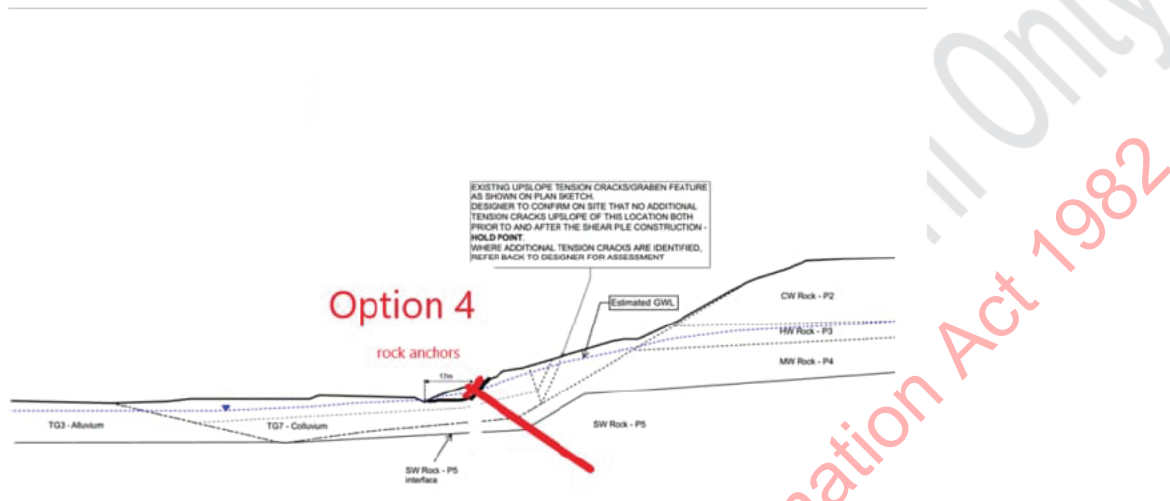 EXISTING UPSLOPE TENSION CRACKS/GRABEN FEATURE
AS SHOWN ON PLAN SKETCH.
DESIGNER TO CONFIRM ON SITE THAT NO ADDITIONAL
TENSION CRACKS UPSLOPE OF THIS LOCATION BOTH
PRIOR TO AND AFTER THE SHEAR PILE CONSTRUCTION -
HOLD POINT.
WHERE ADDITIONAL TENSION CRACKS ARE IDENTIFIED,
REFER BACK TO DESIGNER FOR ASSESSMENT
Option 4
Estimated GWL
CW Rock - P2
HW Rock - P3
rock anchors
MW Rock - P4
17m
TG3 - Alluvium
TG7 - Colluvium
SW Rock - P5
SW Rock - P5
interface
Only
Act 1982